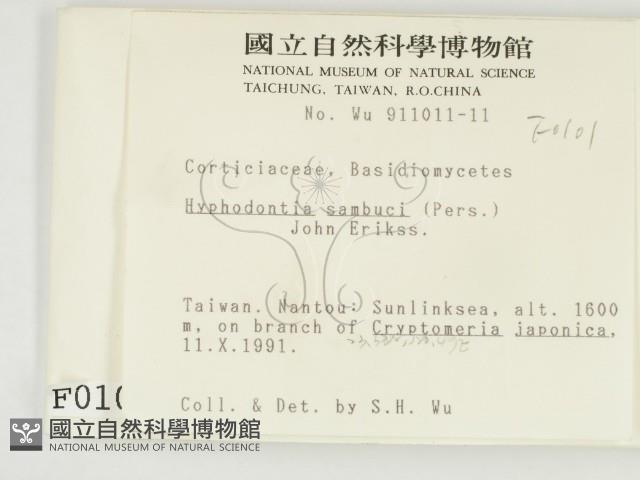 國立自然科學博物館
NATIONAL MUSEUM OF NATURAL SCIENCE
TAICHUNG, TAIWAN, R.O.CHINA
No. Wu 911011-11
F0101
Corticiaceae, Basidiomycetes
Hyphodontia sambuci (Pers.)
John Erikss.
Taiwan. Nantou: Sunlinksea, alt. 1600
m, on branch of Cryptomeria japonica,
11.X.1991.
Coll. & Det. by S.H. Wu
F010
國立自然科學博物館
NATIONAL MUSEUM OF NATURAL SCIENCE